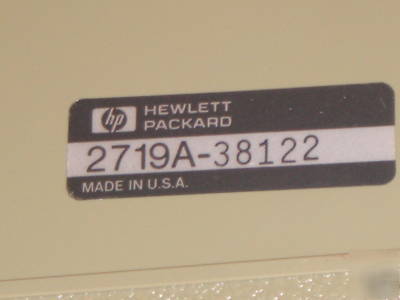 hp HEWLETT
PACKARD
2719A-38122
MADE IN U.S.A.